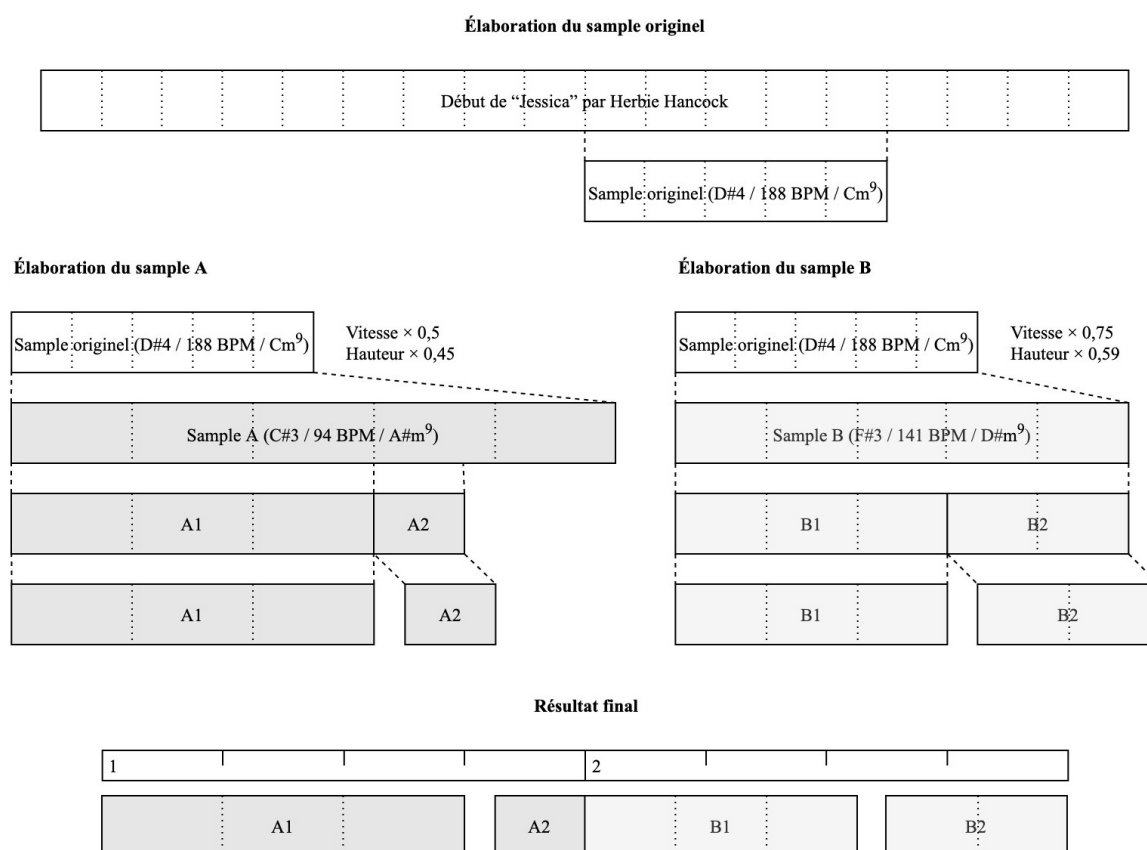 Élaboration du sample originel
Début de “Jessica” par Herbie Hancock
Sample originel (D#4 / 188 BPM / Cm⁹)
Élaboration du sample A
Élaboration du sample B
Sample originel (D#4 / 188 BPM / Cm⁹)
Vitesse × 0,5
Hauteur × 0,45
Sample originel (D#4 / 188 BPM / Cm⁹)
Vitesse × 0,75
Hauteur × 0,59
Sample A (C#3 / 94 BPM / A#m⁹)
Sample B (F#3 / 141 BPM / D#m⁹)
A1 A2
B1 B2
A1 A2
B1 B2
Résultat final
1 2
A1 A2 B1 B2